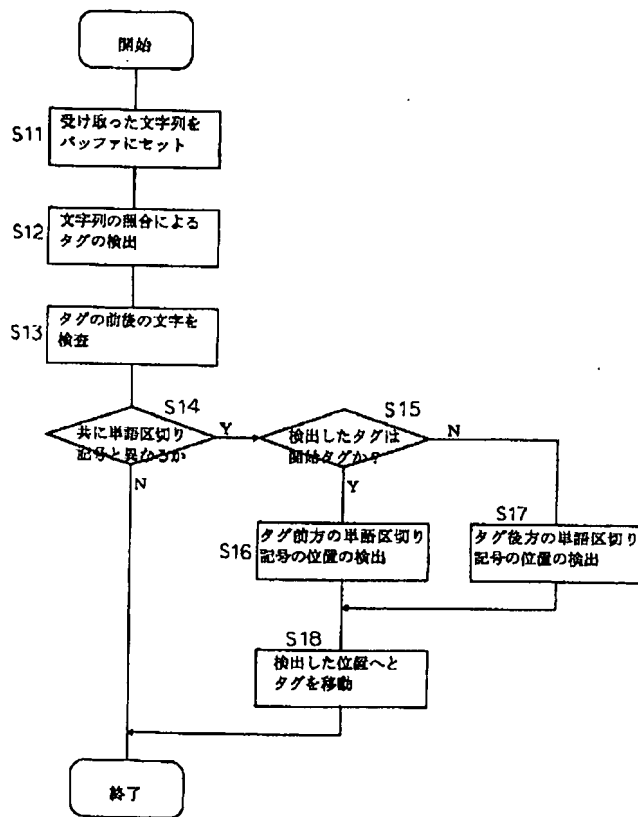 開始
S11
受け取った文字列を
バッファにセット
S12
文字列の照合による
タグの検出
S13
タグの前後の文字を
検査
S14
共に単語区切り
記号と異なるか
Y
N
S15
検出したタグは
開始タグか？
N
Y
S16
タグ前方の単語区切り
記号の位置の検出
S17
タグ後方の単語区切り
記号の位置の検出
S18
検出した位置へと
タグを移動
終了